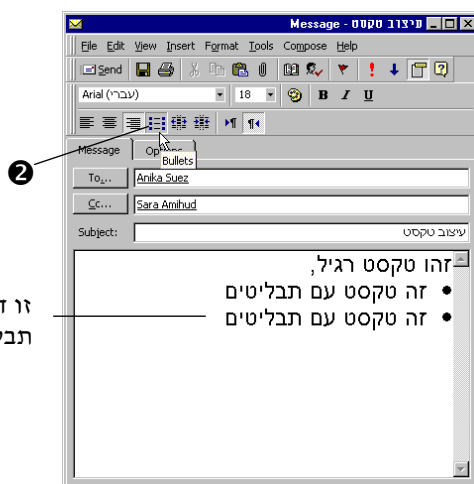 עיצוב טקסט - Message
File Edit View Insert Format Tools Compose Help
Send
Arial (עברי) 18 B I U
Message Options
Bullets
❷
To... Anika Suez
Cc... Sara Amihud
Subject: עיצוב טקסט
זהו טקסט רגיל,
• זה טקסט עם תבליטים
• זה טקסט עם תבליטים
זו